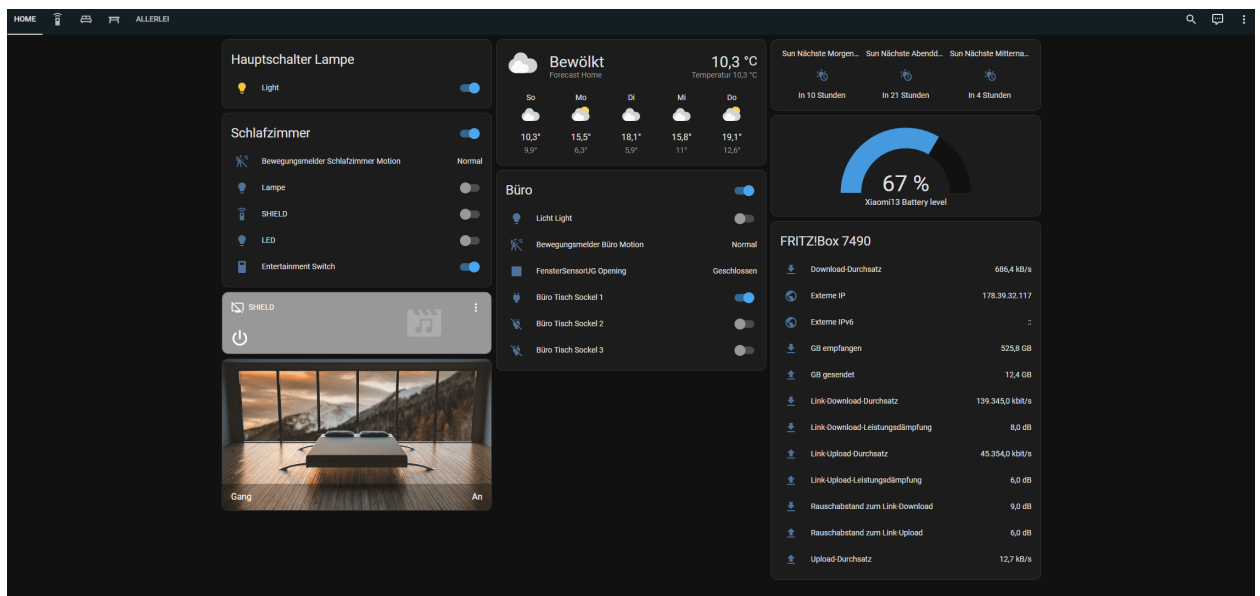 HOME
ALLERLEI
Hauptschalter Lampe
Light
Schlafzimmer
Bewegungsmelder Schlafzimmer Motion Normal
Lampe
SHIELD
LED
Entertainment Switch
SHIELD
Gang An
Bewölkt 10,3 °C
Forecast Home Temperatur 10,3 °C
So Mo Di Mi Do
10,3° 15,5° 18,1° 15,8° 19,1°
9,9° 6,3° 5,9° 11° 12,6°
Büro
Licht Light
Bewegungsmelder Büro Motion Normal
FensterSensorUG Opening Geschlossen
Büro Tisch Sockel 1
Büro Tisch Sockel 2
Büro Tisch Sockel 3
Sun Nächste Morgen... Sun Nächste Abendd... Sun Nächste Mitterna...
In 10 Stunden In 21 Stunden In 4 Stunden
67 %
Xiaomi13 Battery level
FRITZ!Box 7490
Download-Durchsatz 686,4 kB/s
Externe IP 178.39.32.117
Externe IPv6 ::
GB empfangen 525,8 GB
GB gesendet 12,4 GB
Link-Download-Durchsatz 139.345,0 kbit/s
Link-Download-Leistungsdämpfung 8,0 dB
Link-Upload-Durchsatz 45.354,0 kbit/s
Link-Upload-Leistungsdämpfung 6,0 dB
Rauschabstand zum Link-Download 9,0 dB
Rauschabstand zum Link-Upload 6,0 dB
Upload-Durchsatz 12,7 kB/s